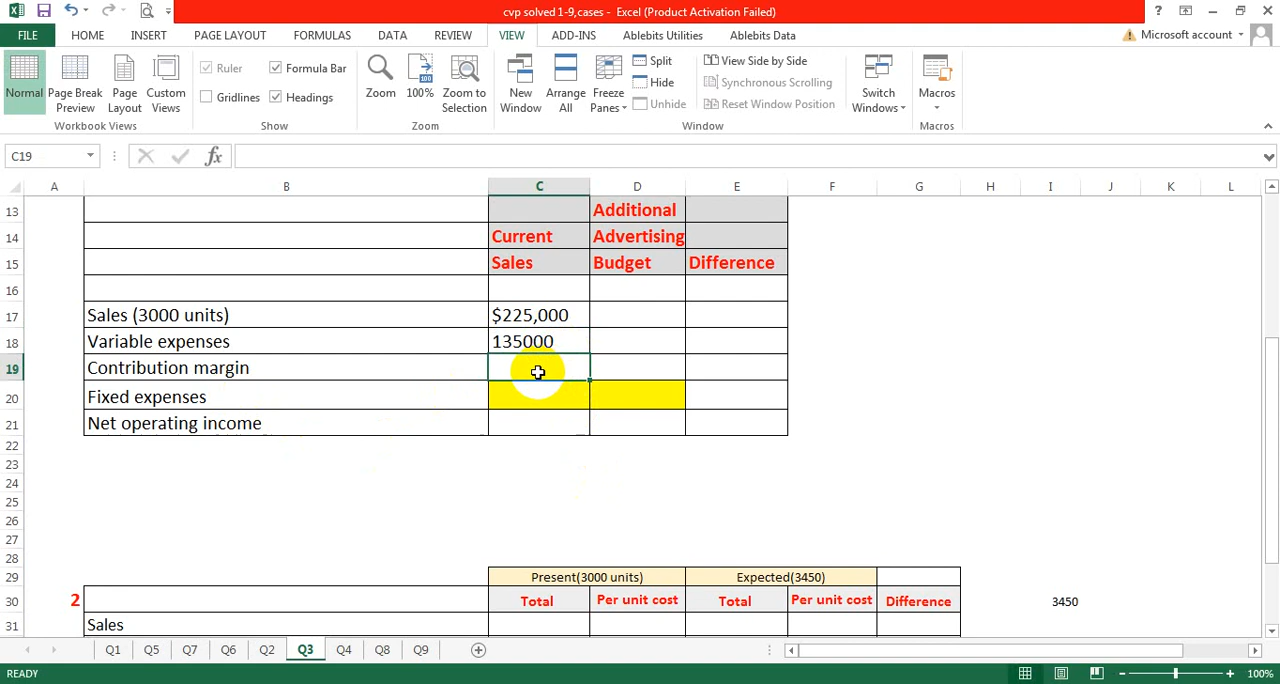 cvp solved 1-9,cases - Excel (Product Activation Failed)
?
FILE HOME INSERT PAGE LAYOUT FORMULAS DATA REVIEW VIEW ADD-INS Ablebits Utilities Ablebits Data Microsoft account
Normal
Page Break Preview
Page Layout
Custom Views
Workbook Views
Ruler
Formula Bar
Gridlines
Headings
Show
Zoom
100%
Zoom to Selection
Zoom
New Window
Arrange All
Freeze Panes
Split
Hide
Unhide
View Side by Side
Synchronous Scrolling
Reset Window Position
Switch Windows
Window
Macros
Macros
C19 fx
A B C D E F G H I J K L
13 Additional
14 Current Advertising
15 Sales Budget Difference
16
17 Sales (3000 units) $225,000
18 Variable expenses 135000
19 Contribution margin
20 Fixed expenses
21 Net operating income
22
23
24
25
26
27
28
29 Present(3000 units) Expected(3450)
30 2 Total Per unit cost Total Per unit cost Difference 3450
31 Sales
Q1 Q5 Q7 Q6 Q2 Q3 Q4 Q8 Q9
READY 100%